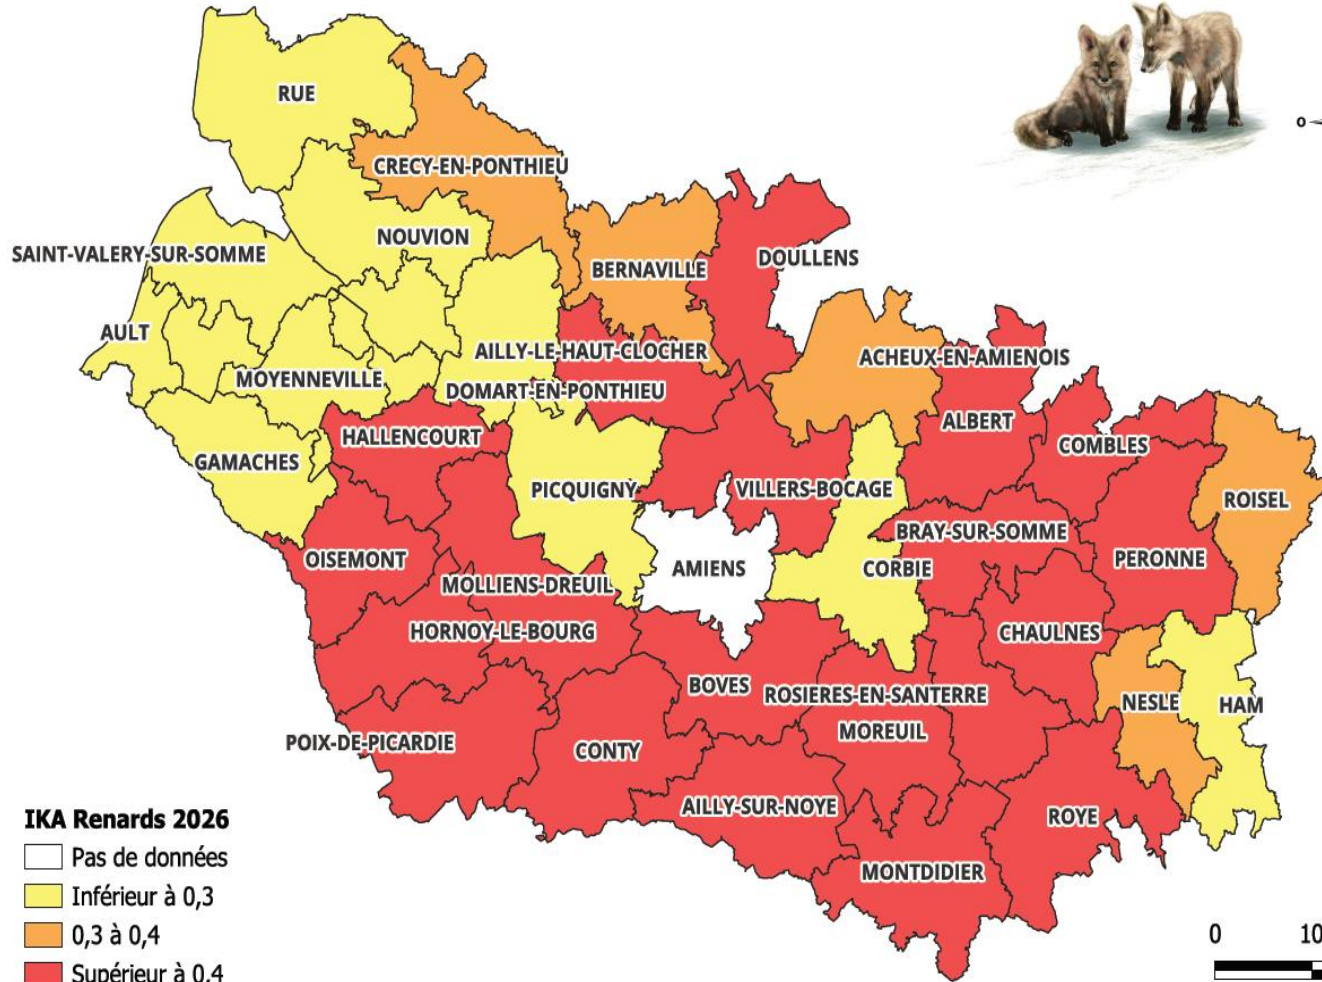 RUE
CRECY-EN-PONTHIEU
NOUVION
SAINT-VALERY-SUR-SOMME
BERNAVILLE
DOULLENS
AULT
AILLY-LE-HAUT-CLOCHER
ACHEUX-EN-AMIENOIS
MOYENNEVILLE
DOMART-EN-PONTHIEU
ALBERT
HALLENCOURT
COMBLES
GAMACHES
PICQUIGNY
VILLERS-BOCAGE
ROISEL
BRAY-SUR-SOMME
OISEMONT
PERONNE
AMIENS
CORBIE
MOLLIENS-DREUIL
HORNOY-LE-BOURG
CHAULNES
BOVES
ROSIERES-EN-SANTERRE
NESLE
HAM
MOREUIL
POIX-DE-PICARDIE
CONTY
AILLY-SUR-NOYE
ROYE
MONTDIDIER
O
IKA Renards 2026
Pas de données
Inférieur à 0,3
0,3 à 0,4
Supérieur à 0,4
0 10